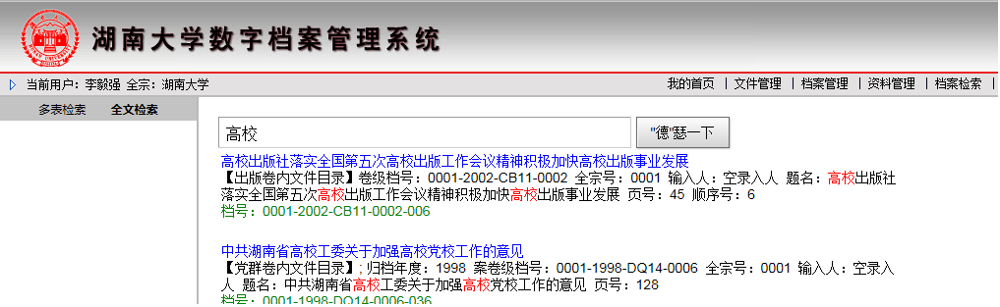 湖南大学数字档案管理系统
当前用户：李毅强 全宗：湖南大学
我的首页 | 文件管理 | 档案管理 | 资料管理 | 档案检索 |
多表检索 全文检索
高校
"德"瑟一下
高校出版社落实全国第五次高校出版工作会议精神积极加快高校出版事业发展
【出版卷内文件目录】卷级档号：0001-2002-CB11-0002 全宗号：0001 输入人：空录入人 题名：高校出版社
落实全国第五次高校出版工作会议精神积极加快高校出版事业发展 页号：45 顺序号：6
档号：0001-2002-CB11-0002-006
中共湖南省高校工委关于加强高校党校工作的意见
【党群卷内文件目录】; 归档年度：1998 案卷级档号：0001-1998-DQ14-0006 全宗号：0001 输入人：空录入
人 题名：中共湖南省高校工委关于加强高校党校工作的意见 页号：128
档号：0001-1998-DQ14-0006-036